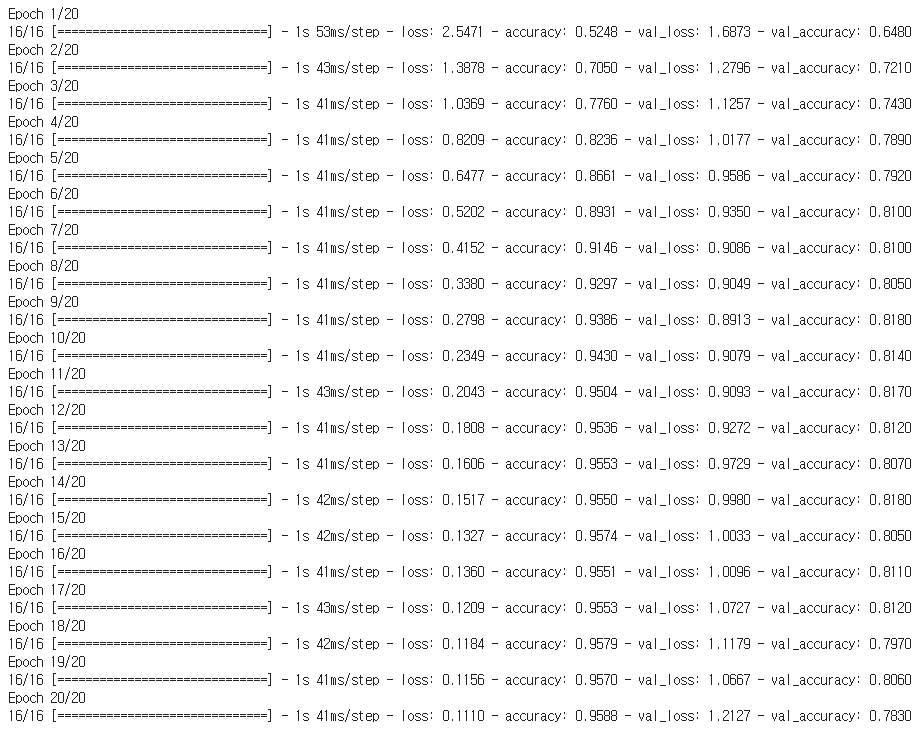 Epoch 1/20
16/16 [==============================] - 1s 53ms/step - loss: 2.5471 - accuracy: 0.5248 - val_loss: 1.6873 - val_accuracy: 0.6480
Epoch 2/20
16/16 [==============================] - 1s 43ms/step - loss: 1.3878 - accuracy: 0.7050 - val_loss: 1.2796 - val_accuracy: 0.7210
Epoch 3/20
16/16 [==============================] - 1s 41ms/step - loss: 1.0369 - accuracy: 0.7760 - val_loss: 1.1257 - val_accuracy: 0.7430
Epoch 4/20
16/16 [==============================] - 1s 41ms/step - loss: 0.8209 - accuracy: 0.8236 - val_loss: 1.0177 - val_accuracy: 0.7890
Epoch 5/20
16/16 [==============================] - 1s 41ms/step - loss: 0.6477 - accuracy: 0.8661 - val_loss: 0.9586 - val_accuracy: 0.7920
Epoch 6/20
16/16 [==============================] - 1s 41ms/step - loss: 0.5202 - accuracy: 0.8931 - val_loss: 0.9350 - val_accuracy: 0.8100
Epoch 7/20
16/16 [==============================] - 1s 41ms/step - loss: 0.4152 - accuracy: 0.9146 - val_loss: 0.9086 - val_accuracy: 0.8100
Epoch 8/20
16/16 [==============================] - 1s 41ms/step - loss: 0.3380 - accuracy: 0.9297 - val_loss: 0.9049 - val_accuracy: 0.8050
Epoch 9/20
16/16 [==============================] - 1s 41ms/step - loss: 0.2798 - accuracy: 0.9386 - val_loss: 0.8913 - val_accuracy: 0.8180
Epoch 10/20
16/16 [==============================] - 1s 41ms/step - loss: 0.2349 - accuracy: 0.9430 - val_loss: 0.9079 - val_accuracy: 0.8140
Epoch 11/20
16/16 [==============================] - 1s 43ms/step - loss: 0.2043 - accuracy: 0.9504 - val_loss: 0.9093 - val_accuracy: 0.8170
Epoch 12/20
16/16 [==============================] - 1s 41ms/step - loss: 0.1808 - accuracy: 0.9536 - val_loss: 0.9272 - val_accuracy: 0.8120
Epoch 13/20
16/16 [==============================] - 1s 41ms/step - loss: 0.1606 - accuracy: 0.9553 - val_loss: 0.9729 - val_accuracy: 0.8070
Epoch 14/20
16/16 [==============================] - 1s 42ms/step - loss: 0.1517 - accuracy: 0.9550 - val_loss: 0.9980 - val_accuracy: 0.8180
Epoch 15/20
16/16 [==============================] - 1s 42ms/step - loss: 0.1327 - accuracy: 0.9574 - val_loss: 1.0033 - val_accuracy: 0.8050
Epoch 16/20
16/16 [==============================] - 1s 41ms/step - loss: 0.1360 - accuracy: 0.9551 - val_loss: 1.0096 - val_accuracy: 0.8110
Epoch 17/20
16/16 [==============================] - 1s 43ms/step - loss: 0.1209 - accuracy: 0.9553 - val_loss: 1.0727 - val_accuracy: 0.8120
Epoch 18/20
16/16 [==============================] - 1s 42ms/step - loss: 0.1184 - accuracy: 0.9579 - val_loss: 1.1179 - val_accuracy: 0.7970
Epoch 19/20
16/16 [==============================] - 1s 41ms/step - loss: 0.1156 - accuracy: 0.9570 - val_loss: 1.0667 - val_accuracy: 0.8060
Epoch 20/20
16/16 [==============================] - 1s 41ms/step - loss: 0.1110 - accuracy: 0.9588 - val_loss: 1.2127 - val_accuracy: 0.7830